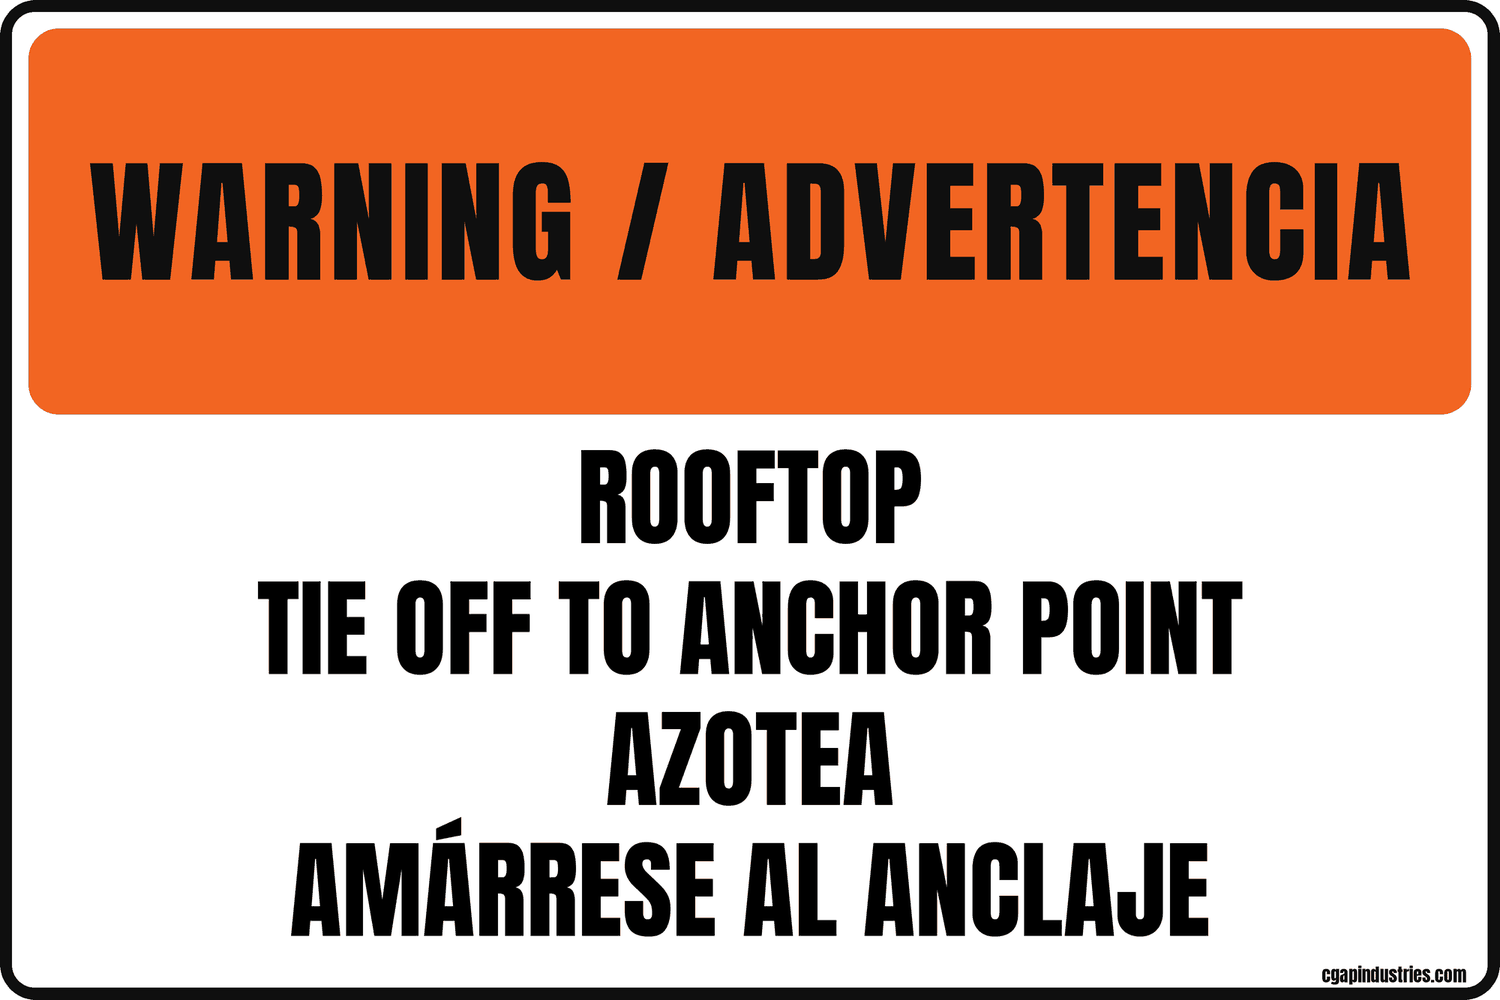 WARNING / ADVERTENCIA
ROOFTOP
TIE OFF TO ANCHOR POINT
AZOTEA
AMÁRRESE AL ANCLAJE
cgapindustries.com